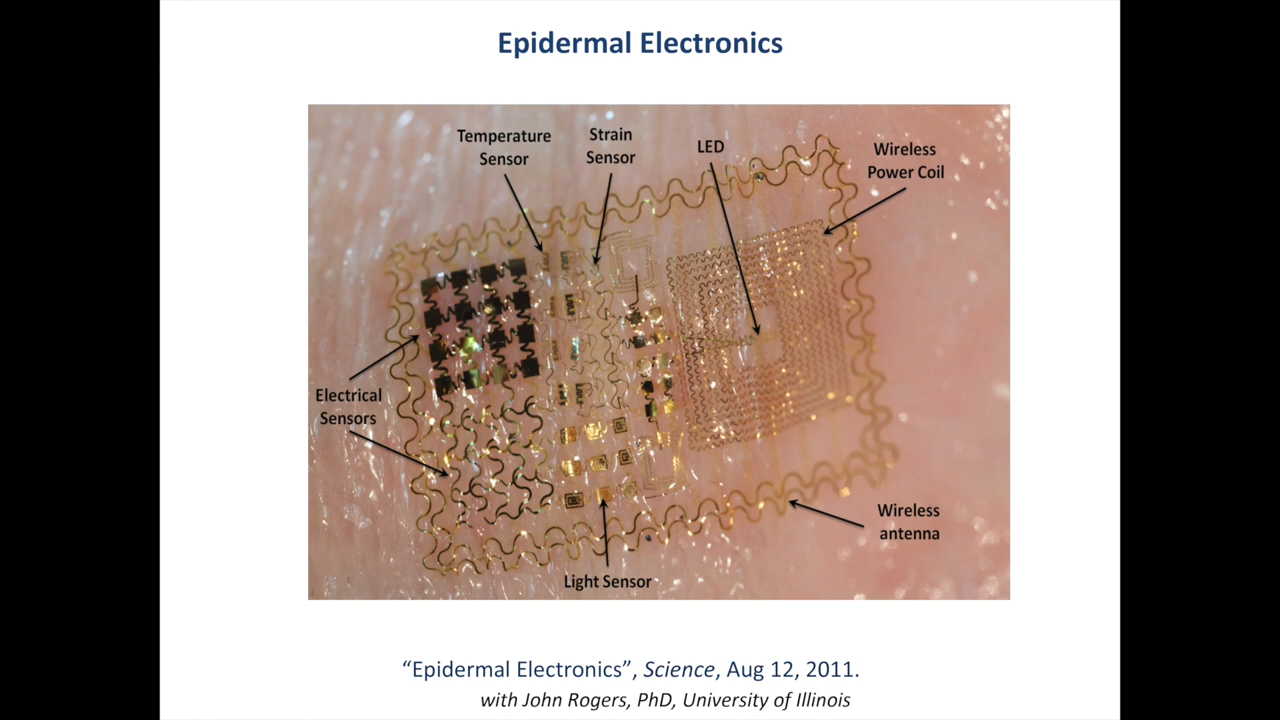 Epidermal Electronics
Temperature
Sensor
Strain
Sensor
LED
Wireless
Power Coil
Electrical
Sensors
Wireless
antenna
Light Sensor
“Epidermal Electronics”, Science, Aug 12, 2011.
with John Rogers, PhD, University of Illinois